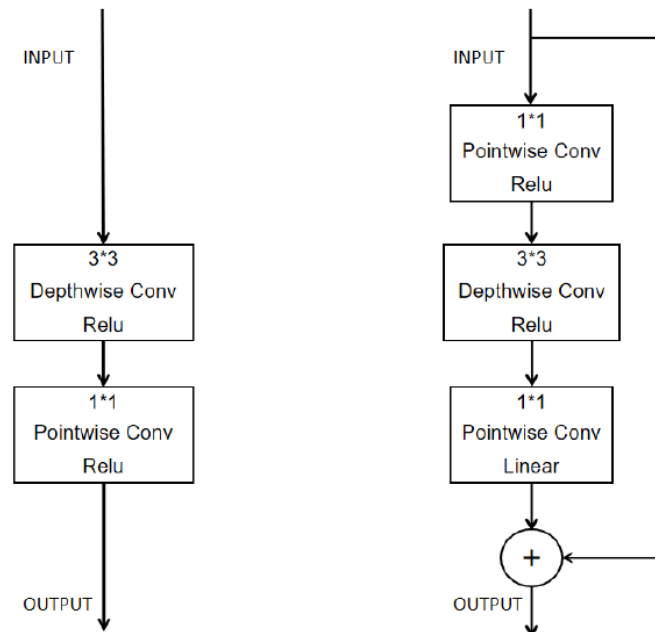 INPUT
3*3
Depthwise Conv
Relu
1*1
Pointwise Conv
Relu
OUTPUT
INPUT
1*1
Pointwise Conv
Relu
3*3
Depthwise Conv
Relu
1*1
Pointwise Conv
Linear
+
OUTPUT